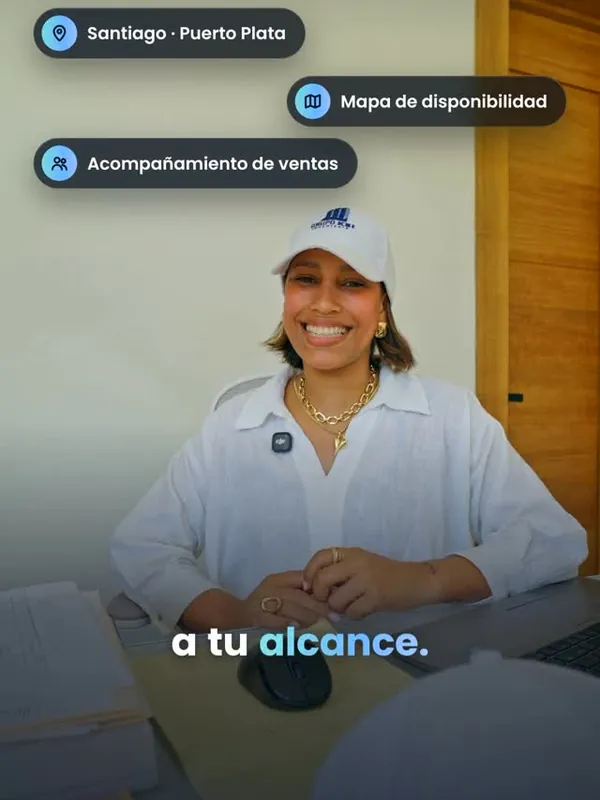 Santiago · Puerto Plata
Mapa de disponibilidad
Acompañamiento de ventas
a tu alcance.